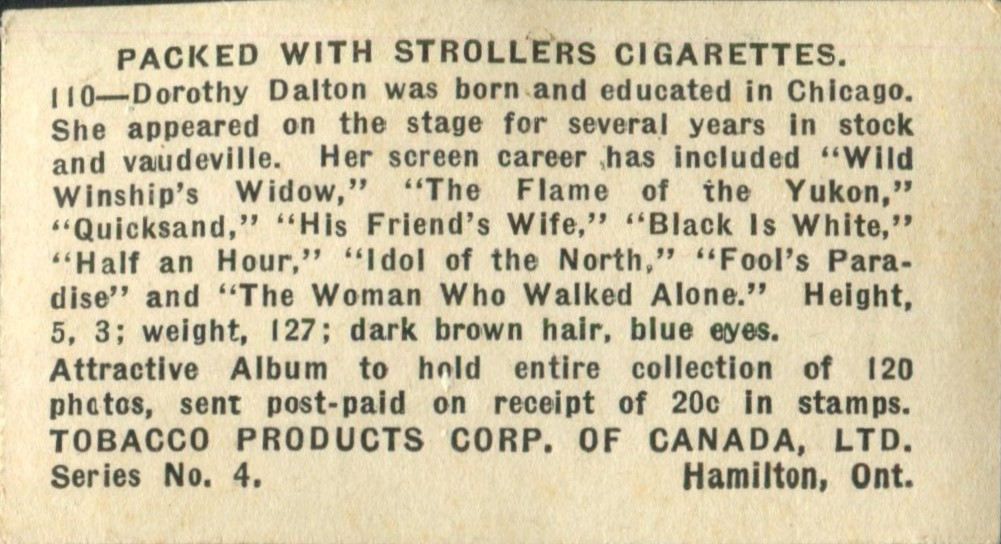 PACKED WITH STROLLERS CIGARETTES.
110—Dorothy Dalton was born and educated in Chicago.
She appeared on the stage for several years in stock
and vaudeville. Her screen career has included “Wild
Winship's Widow,” “The Flame of the Yukon,”
“Quicksand,” “His Friend's Wife,” “Black Is White,”
“Half an Hour,” “Idol of the North,” “Fool's Para-
dise” and “The Woman Who Walked Alone.” Height,
5, 3; weight, 127; dark brown hair, blue eyes.
Attractive Album to hold entire collection of 120
photos, sent post-paid on receipt of 20c in stamps.
TOBACCO PRODUCTS CORP. OF CANADA, LTD.
Series No. 4. Hamilton, Ont.